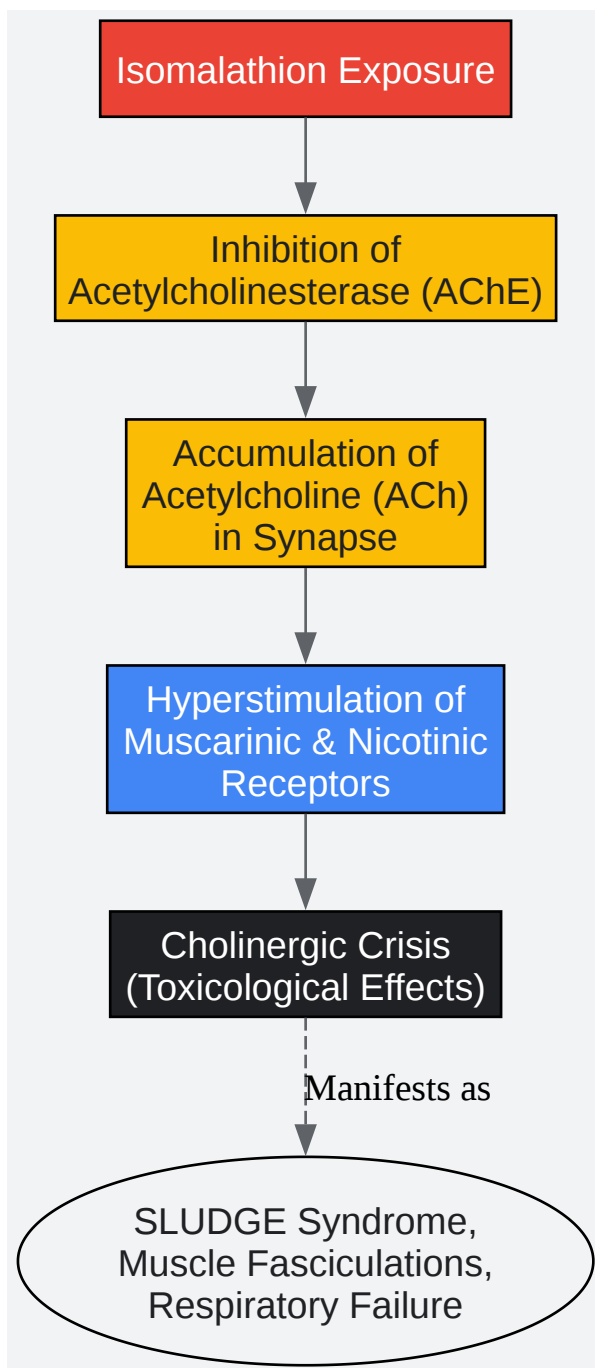 Isomalathion Exposure
Inhibition of
Acetylcholinesterase (AChE)
Accumulation of
Acetylcholine (ACh)
in Synapse
Hyperstimulation of
Muscarinic & Nicotinic
Receptors
Cholinergic Crisis
(Toxicological Effects)
Manifests as
SLUDGE Syndrome,
Muscle Fasciculations,
Respiratory Failure